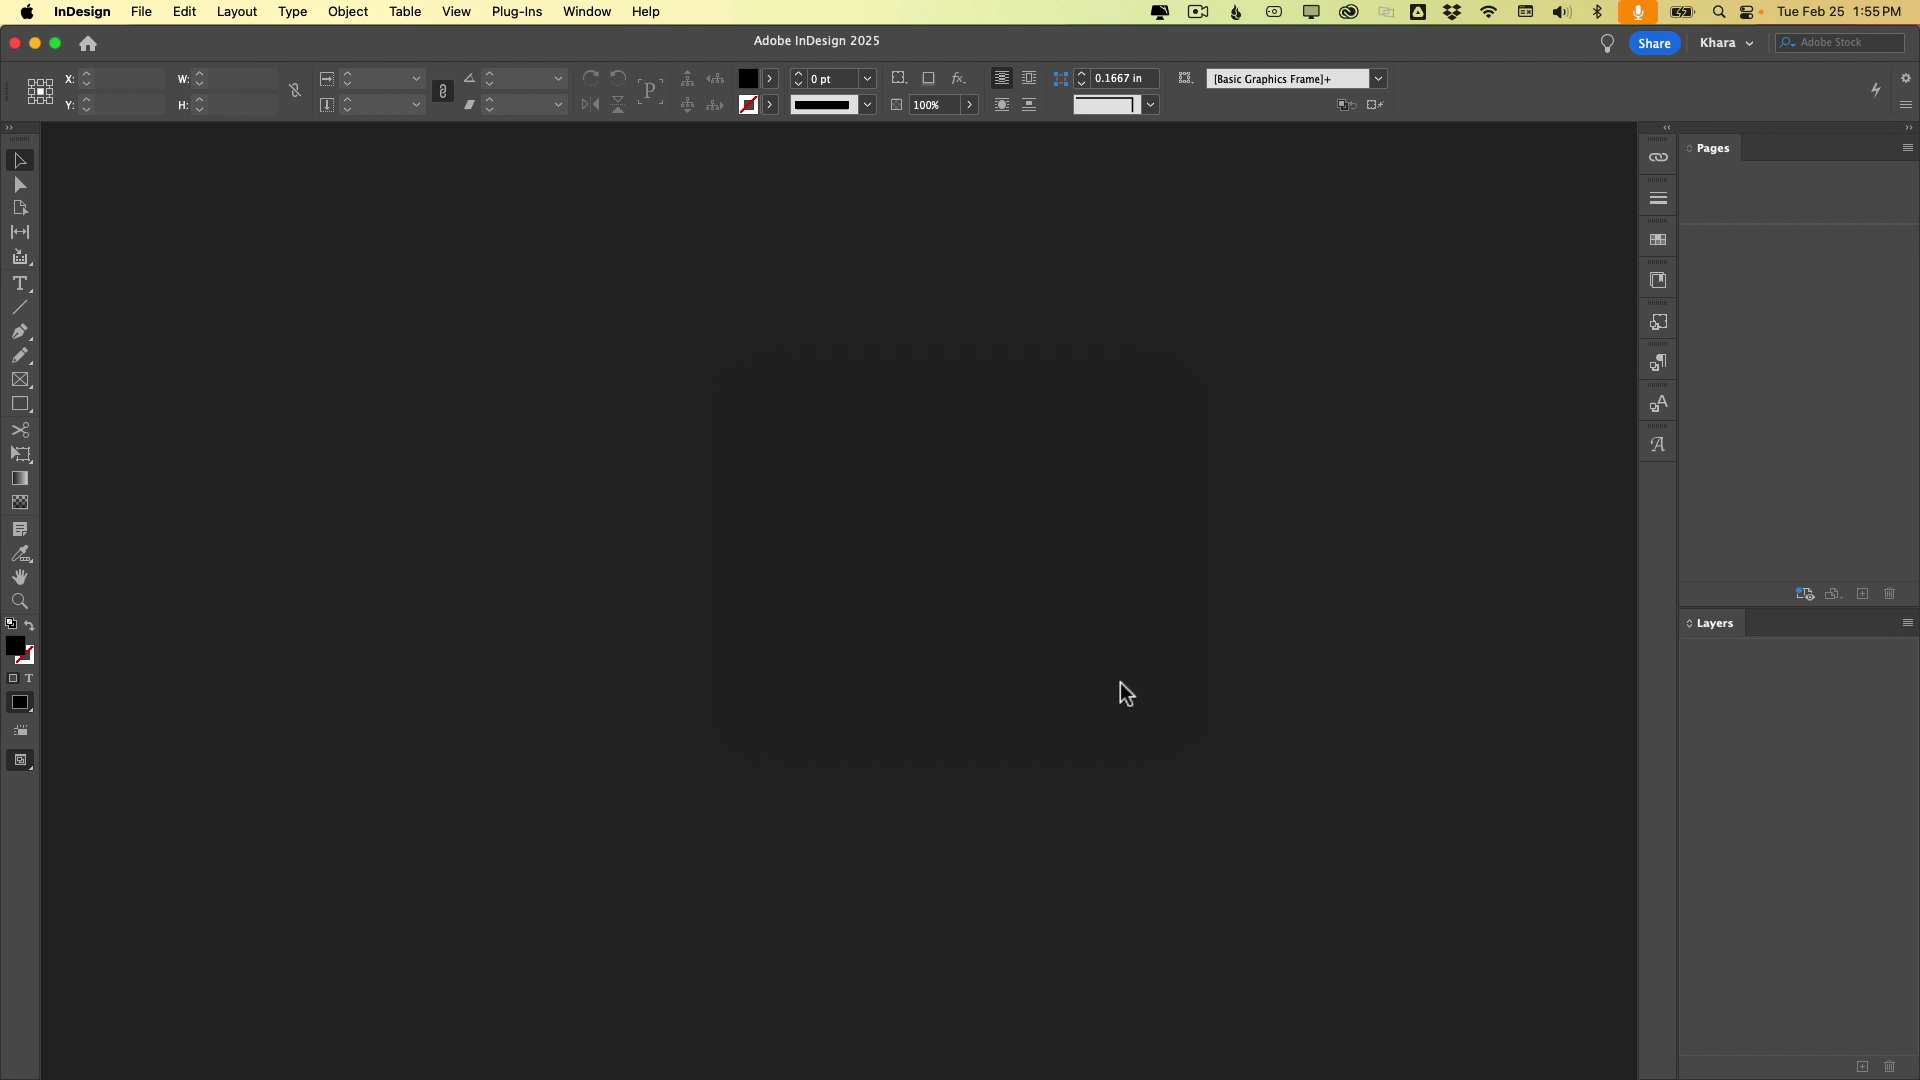 InDesign File Edit Layout Type Object Table View Plug-Ins Window Help Tue Feb 25 1:55 PM
Adobe InDesign 2025 Share Khara Adobe Stock
X: W: 0 pt 0.1667 in [Basic Graphics Frame]+
Y: H: 100%
Pages
Layers